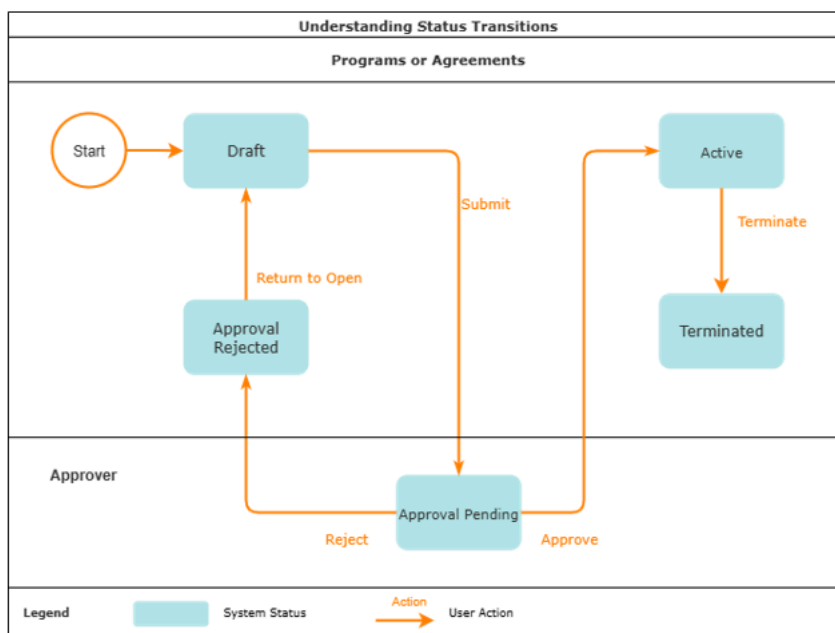 Understanding Status Transitions
Programs or Agreements
Start
Draft
Active
Submit
Terminate
Return to Open
Approval
Rejected
Terminated
Approver
Approval Pending
Reject
Approve
Legend
System Status
Action
User Action